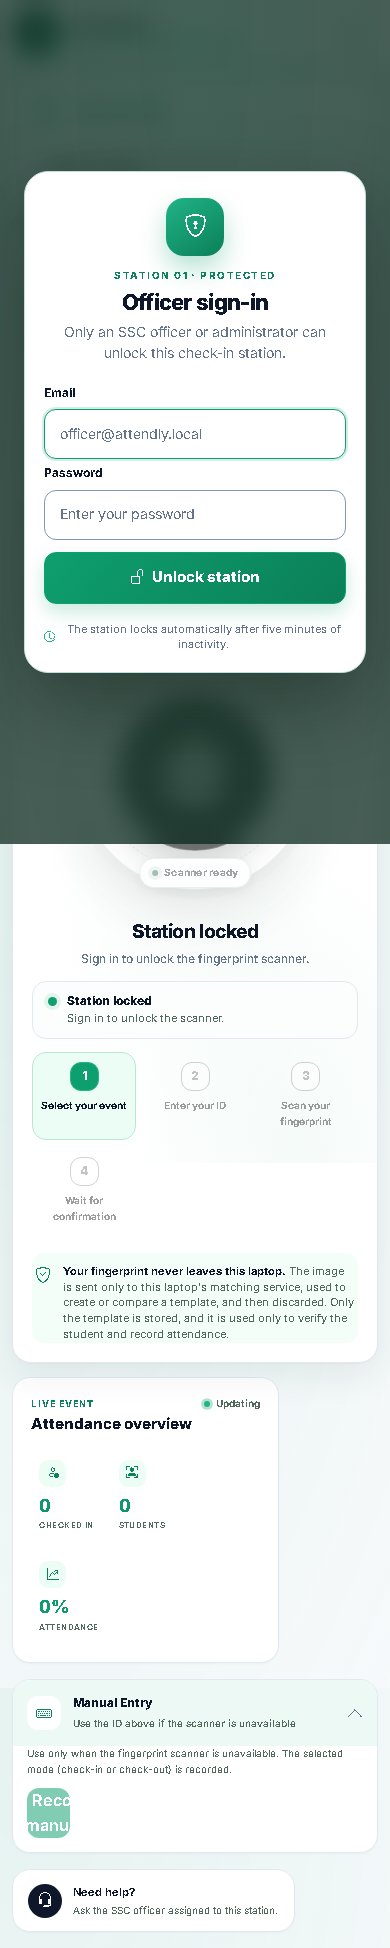 STATION 01 · PROTECTED
Officer sign-in
Only an SSC officer or administrator can
unlock this check-in station.
Email
officer@attendly.local
Password
Enter your password
Unlock station
The station locks automatically after five minutes of
inactivity.
Scanner ready
Station locked
Sign in to unlock the fingerprint scanner.
Station locked
Sign in to unlock the scanner.
1
2
3
Select your event
Enter your ID
Scan your
fingerprint
4
Wait for
confirmation
Your fingerprint never leaves this laptop. The image
is sent only to this laptop's matching service, used to
create or compare a template, and then discarded. Only
the template is stored, and it is used only to verify the
student and record attendance.
LIVE EVENT
Updating
Attendance overview
0
CHECKED IN
0
STUDENTS
0%
ATTENDANCE
Manual Entry
Use the ID above if the scanner is unavailable
Use only when the fingerprint scanner is unavailable. The selected
mode (check-in or check-out) is recorded.
Reco
manu
Need help?
Ask the SSC officer assigned to this station.